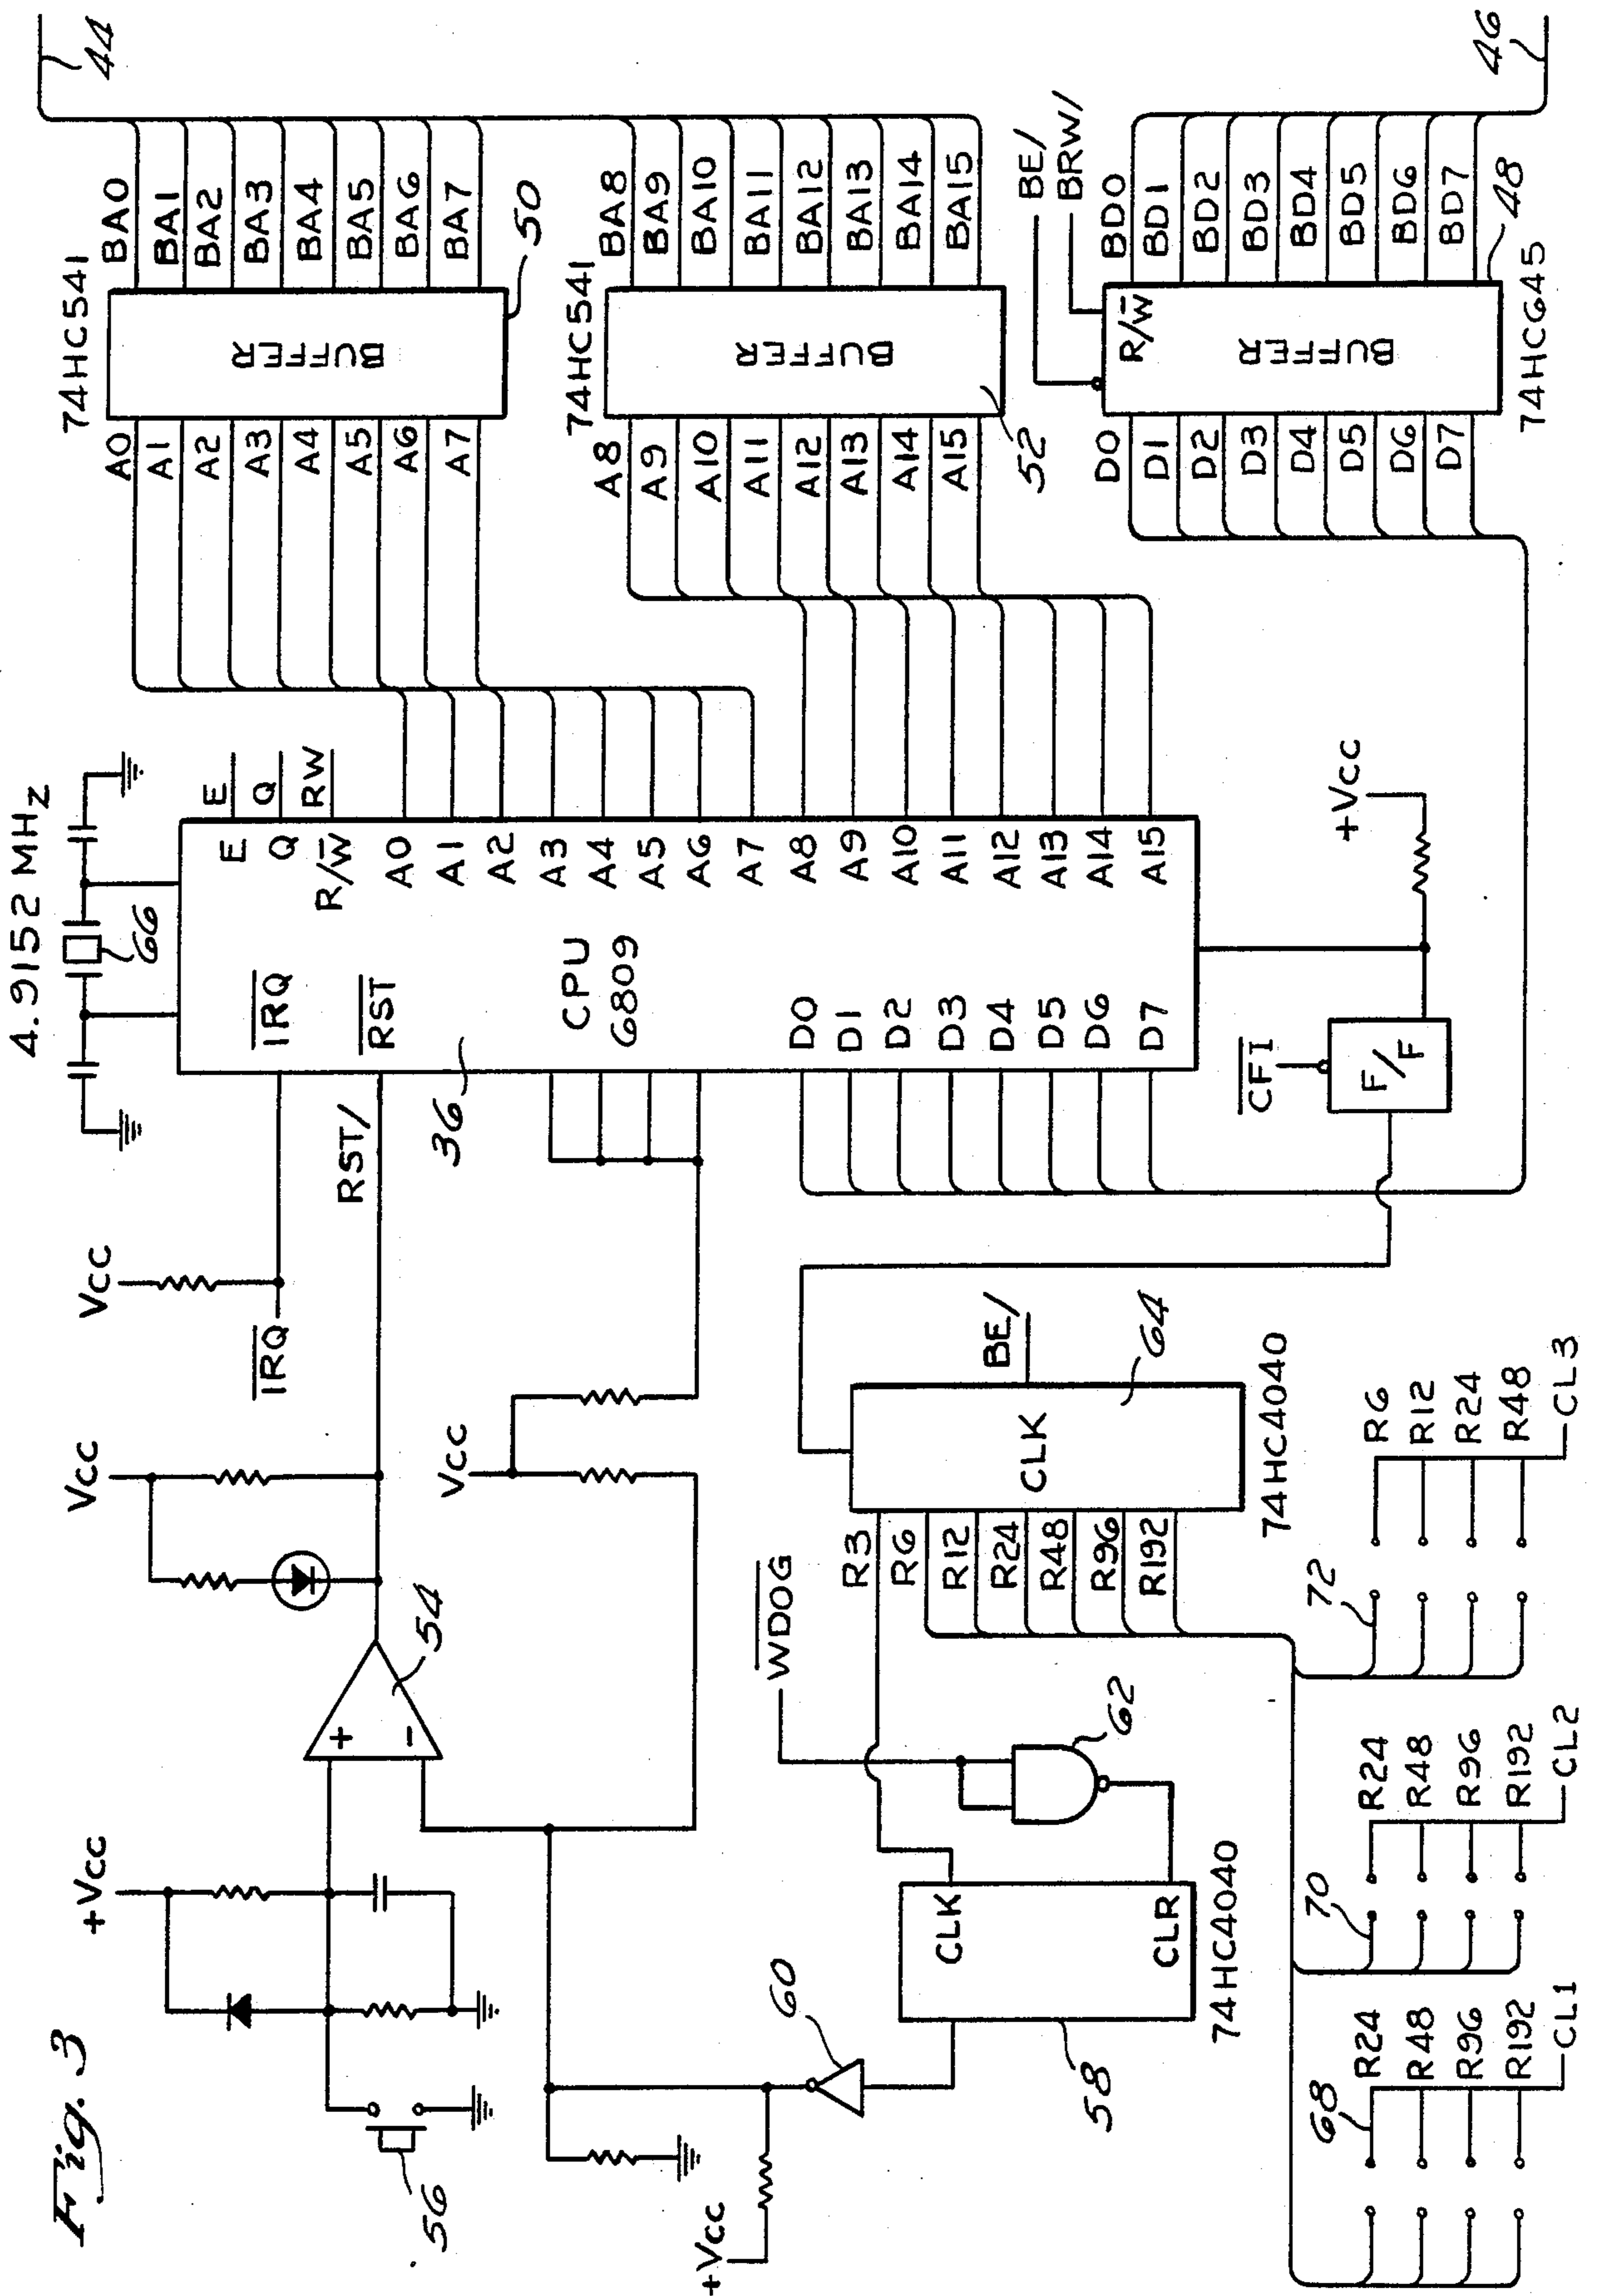 Fig. 3
+Vcc
Vcc
Vcc
4.9152 MHz
66
IRQ
RST/
IRQ
RST
E
Q
R/W
E
Q
RW
56
+
-
54
Vcc
36
CPU
6809
A0
A1
A2
A3
A4
A5
A6
A7
A8
A9
A10
A11
A12
A13
A14
A15
D0
D1
D2
D3
D4
D5
D6
D7
74HC541
A0
A1
A2
A3
A4
A5
A6
A7
BUFFER
BA0
BA1
BA2
BA3
BA4
BA5
BA6
BA7
50
44
74HC541
A8
A9
A10
A11
A12
A13
A14
A15
BUFFER
52
BA8
BA9
BA10
BA11
BA12
BA13
BA14
BA15
BE/
BRW/
D0
D1
D2
D3
D4
D5
D6
D7
R/W
BUFFER
BD0
BD1
BD2
BD3
BD4
BD5
BD6
BD7
48
46
74HC645
+Vcc
60
WDOG
CLK
CLR
58
74HC4040
62
R3
R6
R12
R24
R48
R96
R192
CLK
BE/
64
74HC4040
CFI
F/F
+Vcc
68
R24
R48
R96
R192
CL1
70
R24
R48
R96
R192
CL2
72
R6
R12
R24
R48
CL3